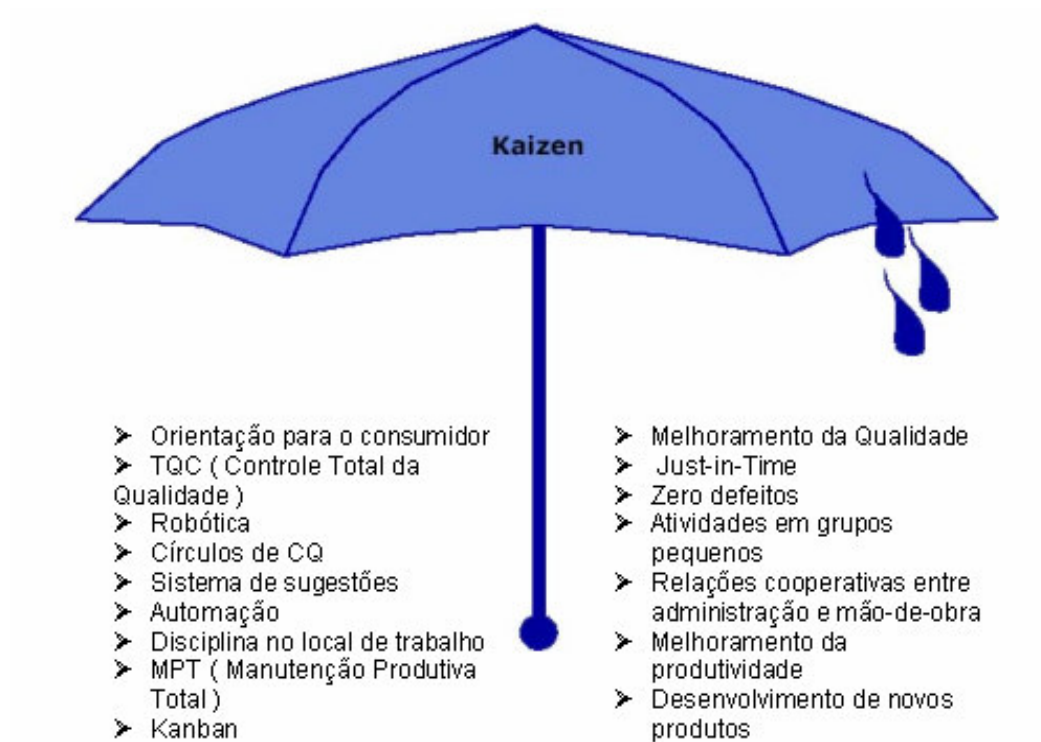 Kaizen
➤ Orientação para o consumidor
➤ TQC ( Controle Total da
Qualidade )
➤ Robótica
➤ Círculos de CQ
➤ Sistema de sugestões
➤ Automação
➤ Disciplina no local de trabalho
➤ MPT ( Manutenção Produtiva
Total )
➤ Kanban
➤ Melhoramento da Qualidade
➤ Just-in-Time
➤ Zero defeitos
➤ Atividades em grupos
pequenos
➤ Relações cooperativas entre
administração e mão-de-obra
➤ Melhoramento da
produtividade
➤ Desenvolvimento de novos
produtos